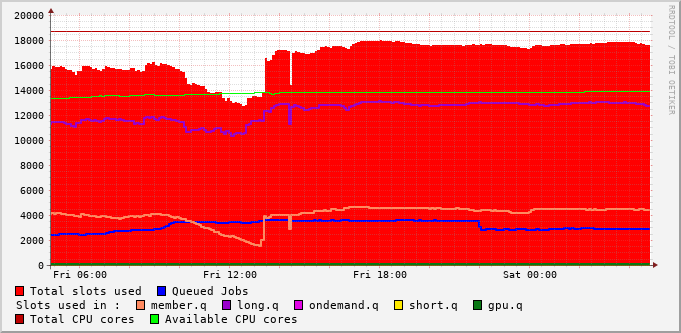 20000
18000
16000
14000
12000
10000
8000
6000
4000
2000
0
Fri 06:00 Fri 12:00 Fri 18:00 Sat 00:00
RRDTOOL / TOBI OETIKER
Total slots used Queued Jobs
Slots used in : member.q long.q ondemand.q short.q gpu.q
Total CPU cores Available CPU cores